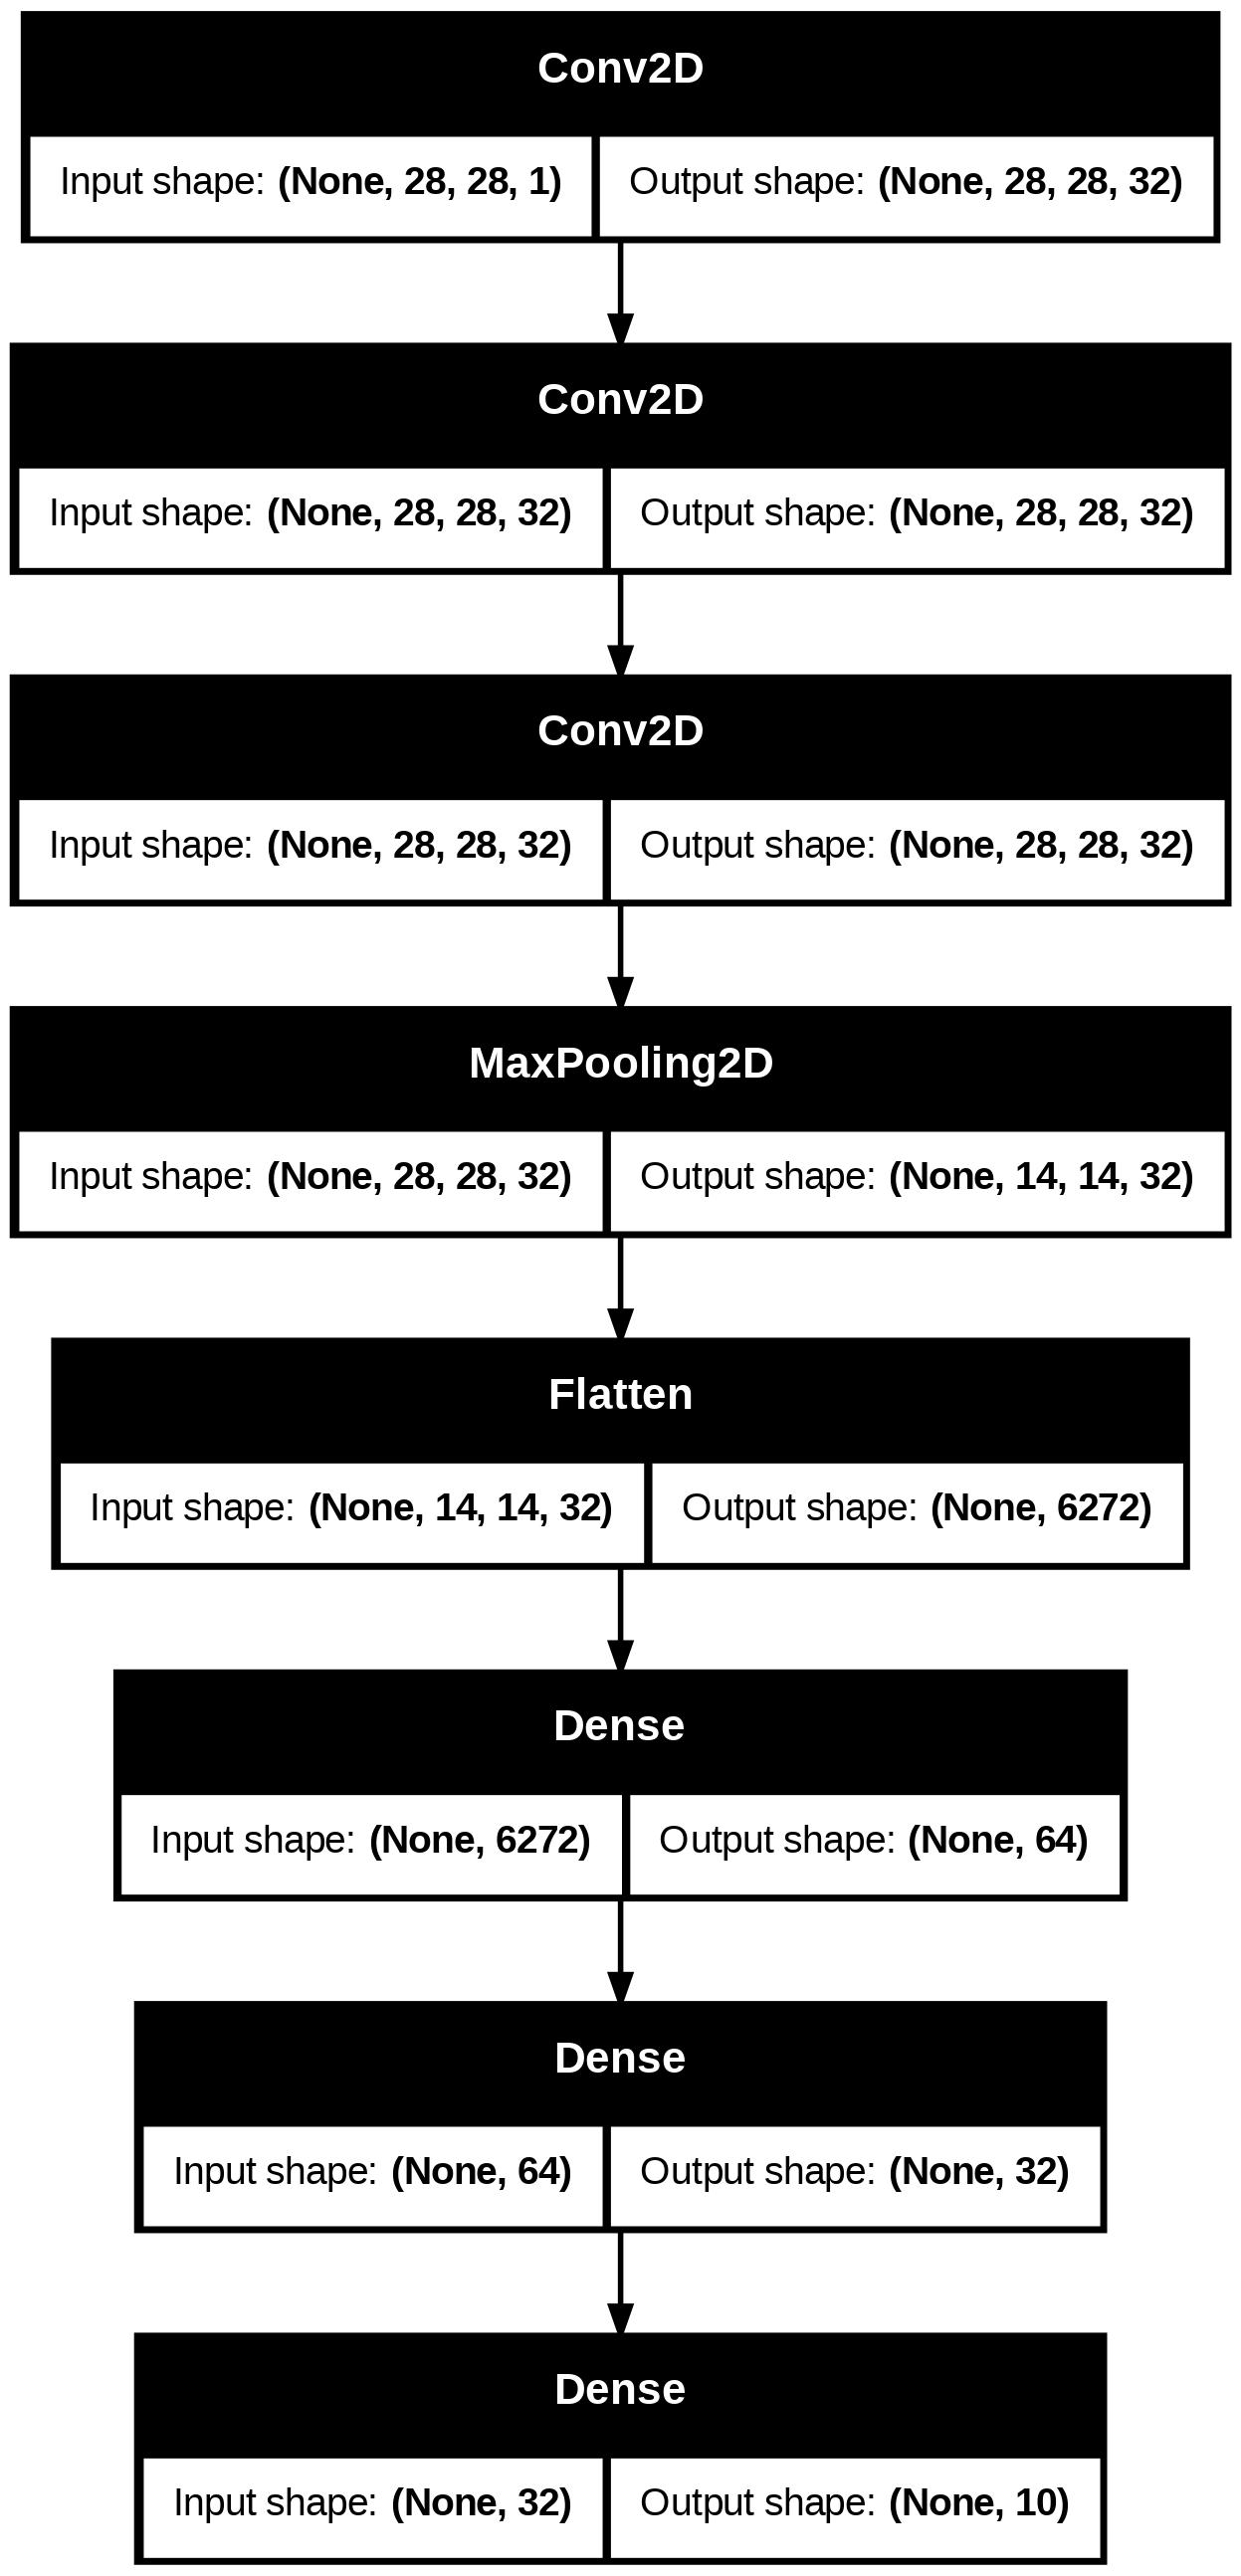 Conv2D
Input shape: (None, 28, 28, 1) Output shape: (None, 28, 28, 32)
Conv2D
Input shape: (None, 28, 28, 32) Output shape: (None, 28, 28, 32)
Conv2D
Input shape: (None, 28, 28, 32) Output shape: (None, 28, 28, 32)
MaxPooling2D
Input shape: (None, 28, 28, 32) Output shape: (None, 14, 14, 32)
Flatten
Input shape: (None, 14, 14, 32) Output shape: (None, 6272)
Dense
Input shape: (None, 6272) Output shape: (None, 64)
Dense
Input shape: (None, 64) Output shape: (None, 32)
Dense
Input shape: (None, 32) Output shape: (None, 10)